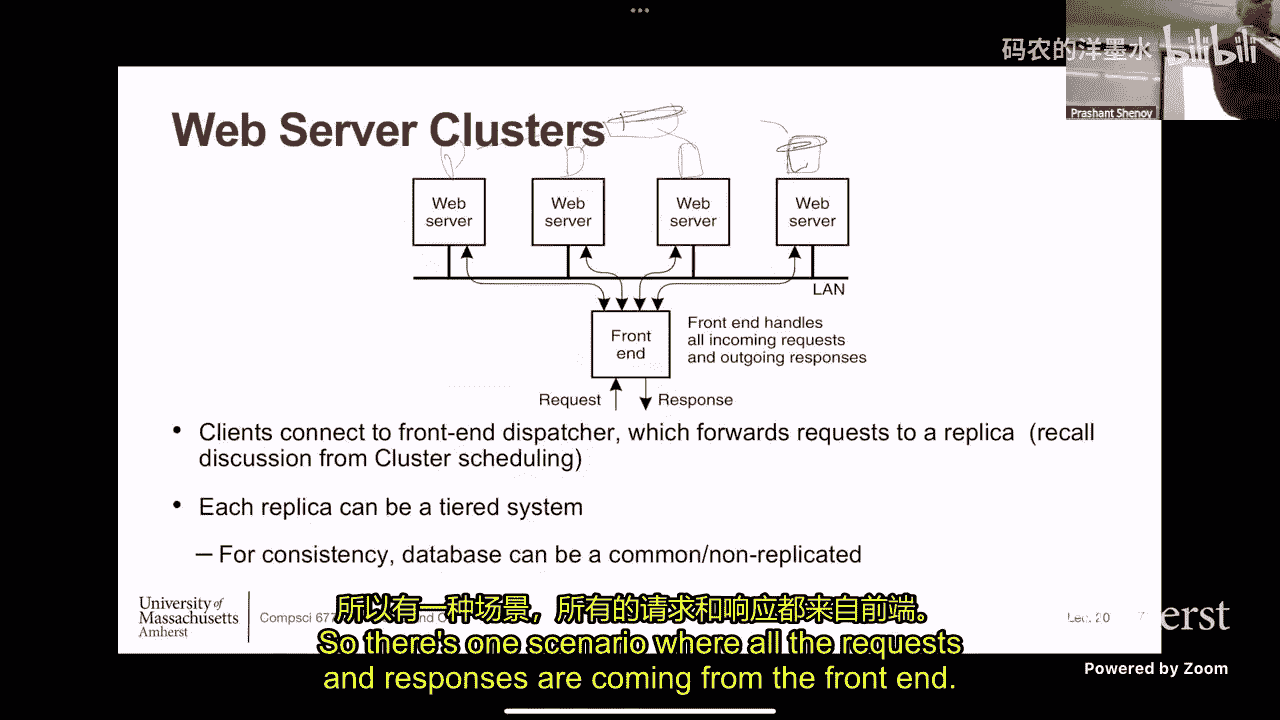 码农的洋墨水 bilibili
Prashant Shenoy
Web Server Clusters
Web server
Web server
Web server
Web server
LAN
Front end
Front end handles
all incoming requests
and outgoing responses
Request
Response
• Clients connect to front-end dispatcher, which forwards requests to a replica (recall
discussion from Cluster scheduling)
• Each replica can be a tiered system
– For consistency, database can be a common/non-replicated
University of
Massachusetts
Amherst
Compsci 677
Lec. 20
erst
所以有一种场景，所有的请求和响应都来自前端。
So there's one scenario where all the requests
and responses are coming from the front end.
Powered by Zoom